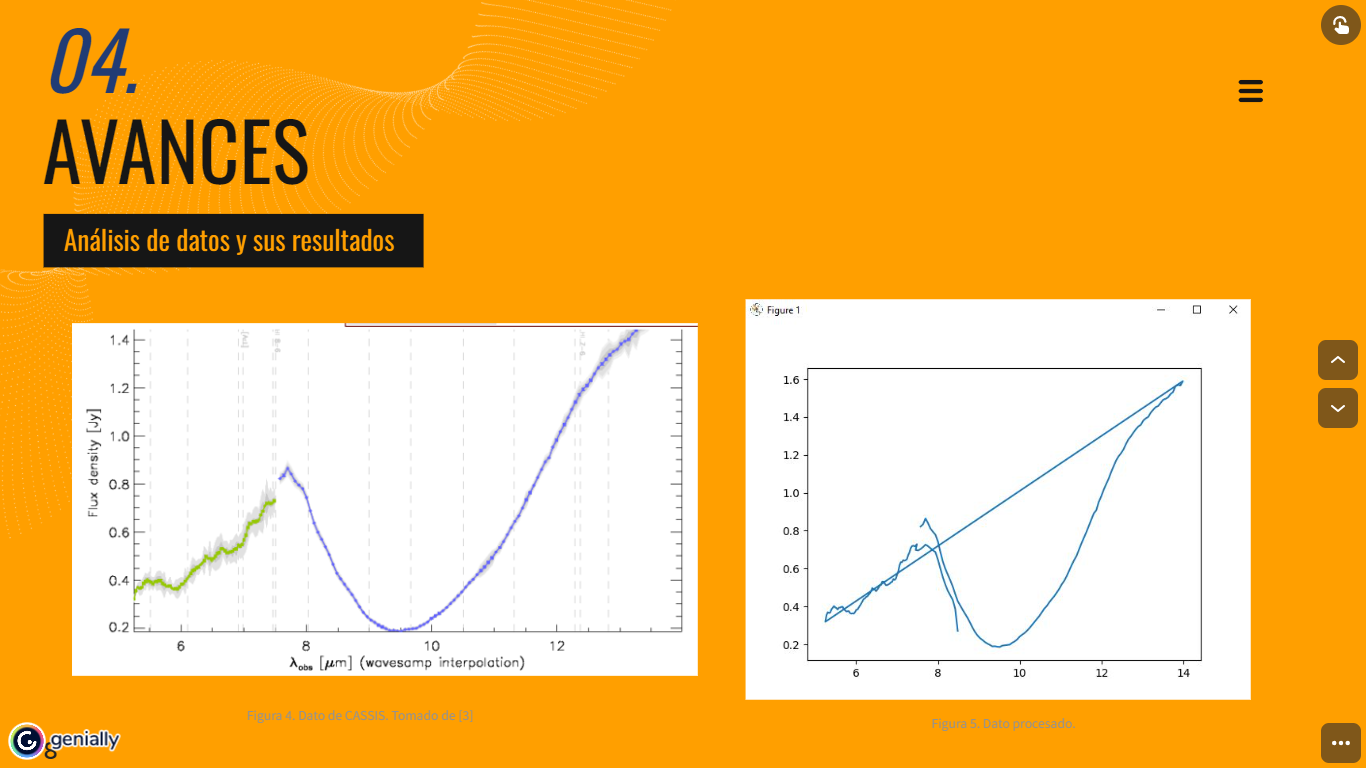 04.
AVANCES
Análisis de datos y sus resultados
1.4
1.2
1.0
0.8
0.6
0.4
0.2
Flux density [Jy]
6 8 10 12
λobs [μm] (wavesamp interpolation)
Figura 4. Dato de CASSIS. Tomado de [3]
Figure 1
1.6
1.4
1.2
1.0
0.8
0.6
0.4
0.2
6 8 10 12 14
Figura 5. Dato procesado.
genially